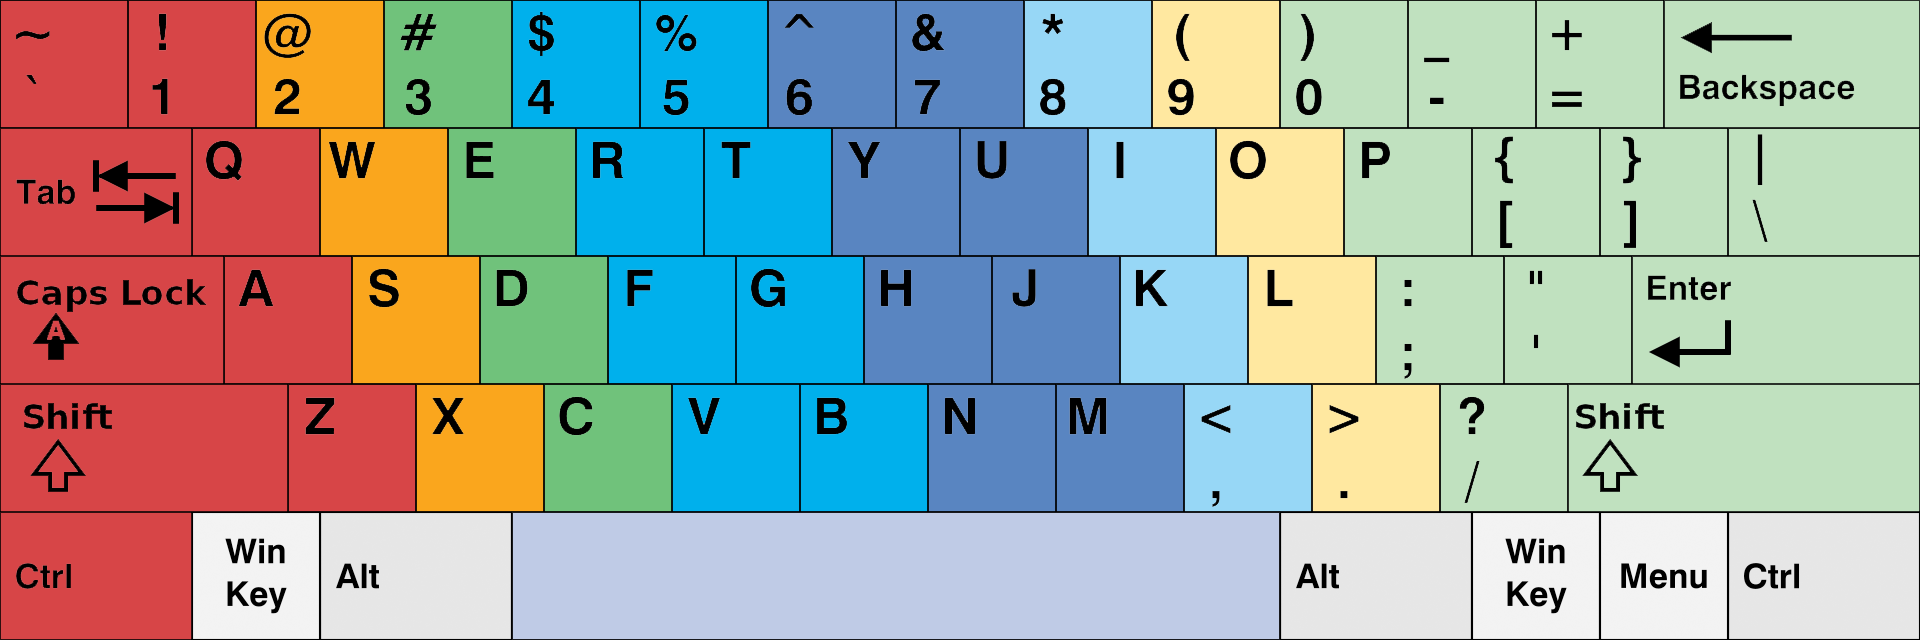 ~ ! @ # $ % ^ & * ( ) _ +
` 1 2 3 4 5 6 7 8 9 0 - = Backspace
Tab Q W E R T Y U I O P { } |
[ ] \
Caps Lock A S D F G H J K L : " Enter
A ; '
Shift Z X C V B N M < > ? Shift
, . /
Ctrl Win Key Alt Alt Win Key Menu Ctrl